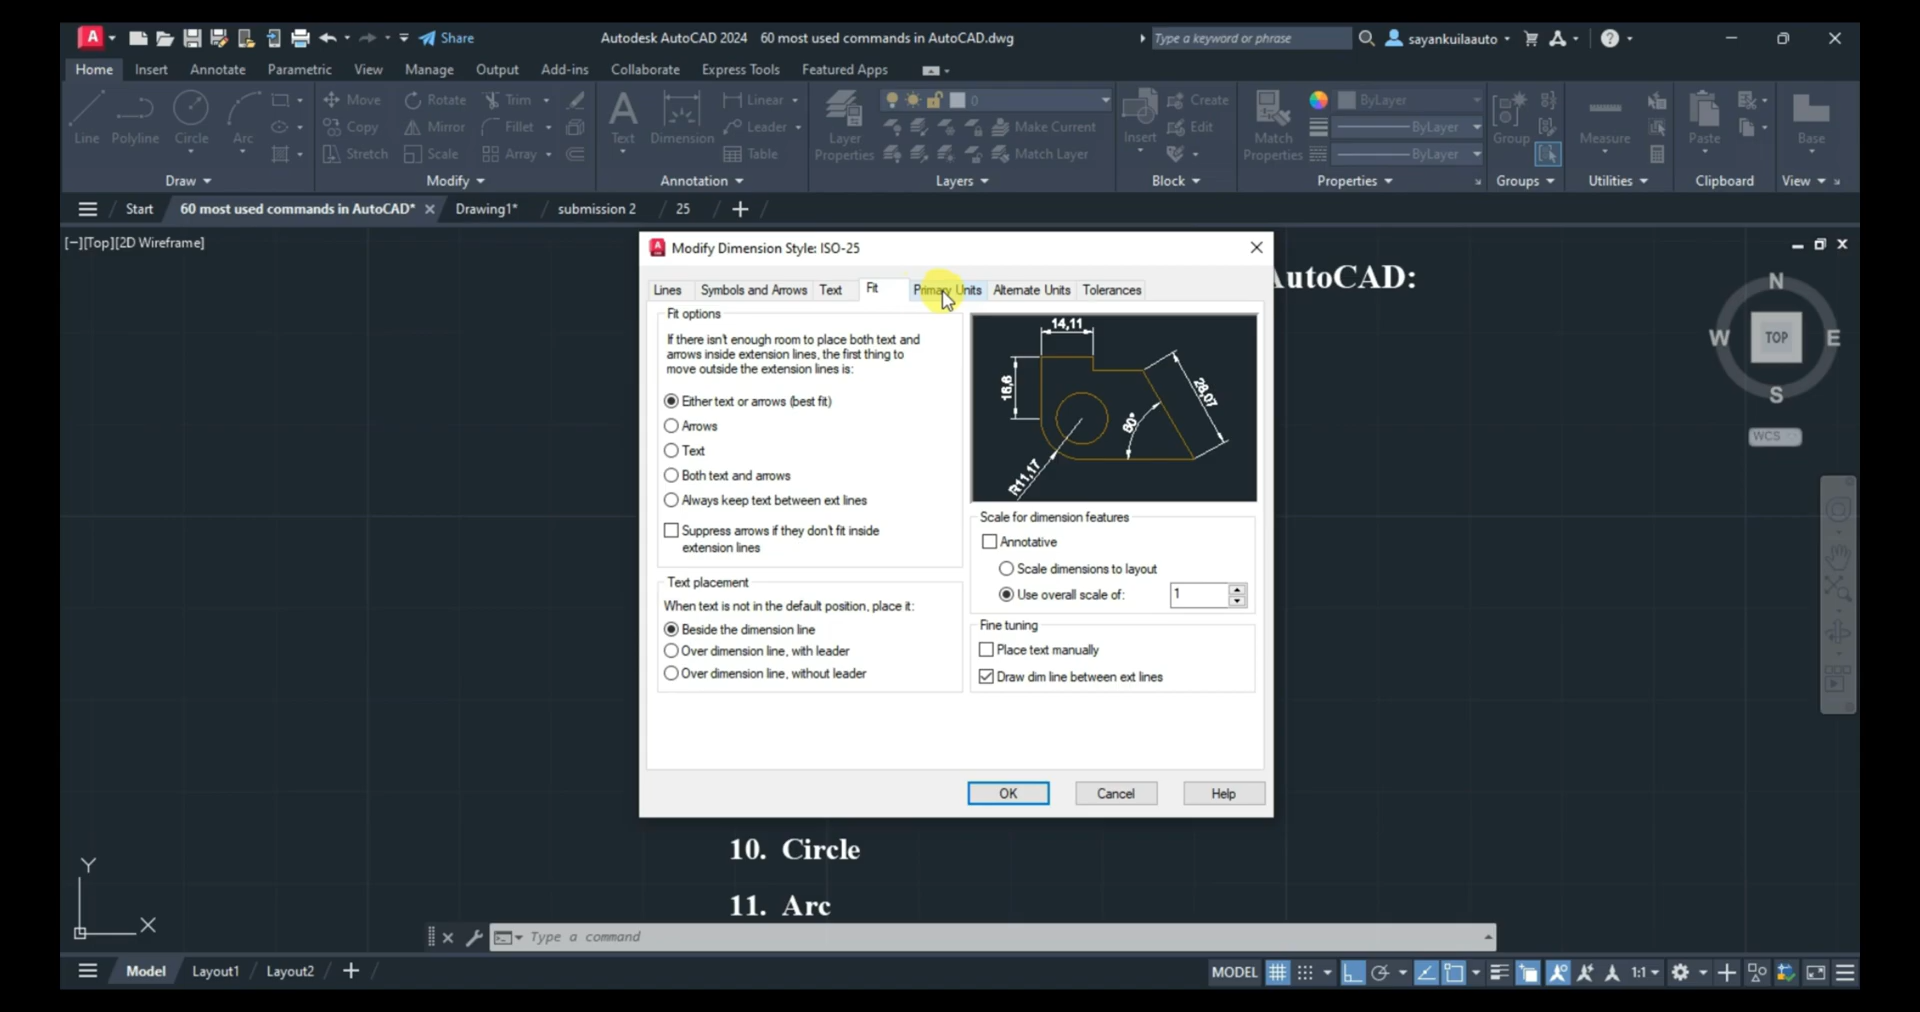 A Share Autodesk AutoCAD 2024 60 most used commands in AutoCAD.dwg Type a keyword or phrase sayankuilaauto ?
Home Insert Annotate Parametric View Manage Output Add-ins Collaborate Express Tools Featured Apps
Line Polyline Circle Arc
Move Rotate Trim
Copy Mirror Fillet
Stretch Scale Array
Text Dimension
Linear
Leader
Table
Layer
Properties
0
Make Current
Match Layer
Insert
Create
Edit
Match
Properties
ByLayer
ByLayer
ByLayer
Group
Measure
Paste
Base
Draw Modify Annotation Layers Block Properties Groups Utilities Clipboard View
Start 60 most used commands in AutoCAD* Drawing1* submission 2 25 +
[−][Top][2D Wireframe]
AutoCAD:
N
W TOP E
S
WCS
A Modify Dimension Style: ISO-25
Lines Symbols and Arrows Text Fit Primary Units Alternate Units Tolerances
Fit options
If there isn't enough room to place both text and
arrows inside extension lines, the first thing to
move outside the extension lines is:
Either text or arrows (best fit)
Arrows
Text
Both text and arrows
Always keep text between ext lines
Suppress arrows if they don't fit inside
extension lines
Text placement
When text is not in the default position, place it:
Beside the dimension line
Over dimension line, with leader
Over dimension line, without leader
14,11
16,6
28,07
60°
R11,17
Scale for dimension features
Annotative
Scale dimensions to layout
Use overall scale of: 1
Fine tuning
Place text manually
Draw dim line between ext lines
OK Cancel Help
10. Circle
11. Arc
Y
X
Type a command
Model Layout1 Layout2 + MODEL 1:1